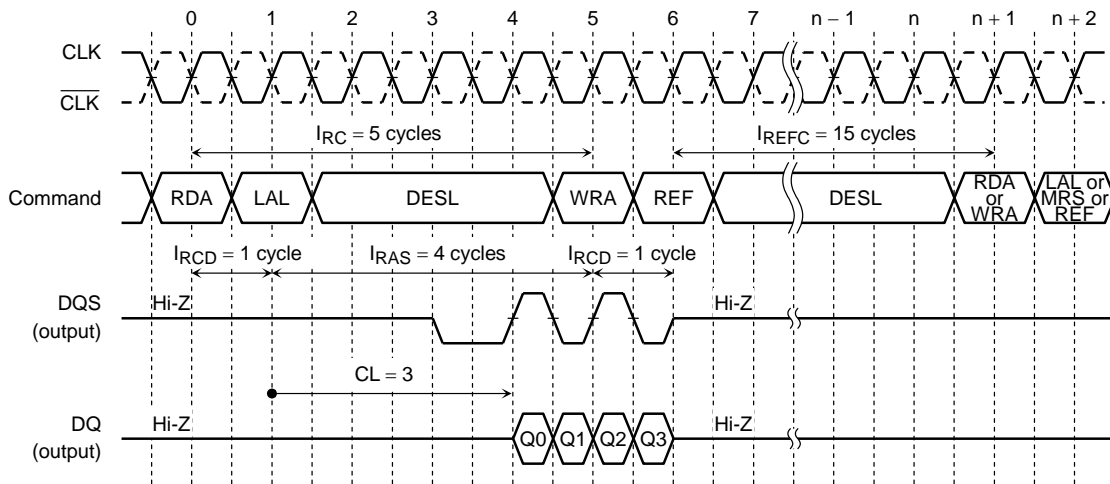 0 1 2 3 4 5 6 7 n − 1 n n + 1 n + 2
CLK
CLK
IRC = 5 cycles
IREFC = 15 cycles
Command
RDA
LAL
DESL
WRA
REF
DESL
RDA
or
WRA
LAL or
MRS or
REF
IRCD = 1 cycle
IRAS = 4 cycles
IRCD = 1 cycle
DQS
(output)
Hi-Z
Hi-Z
CL = 3
DQ
(output)
Hi-Z
Q0
Q1
Q2
Q3
Hi-Z